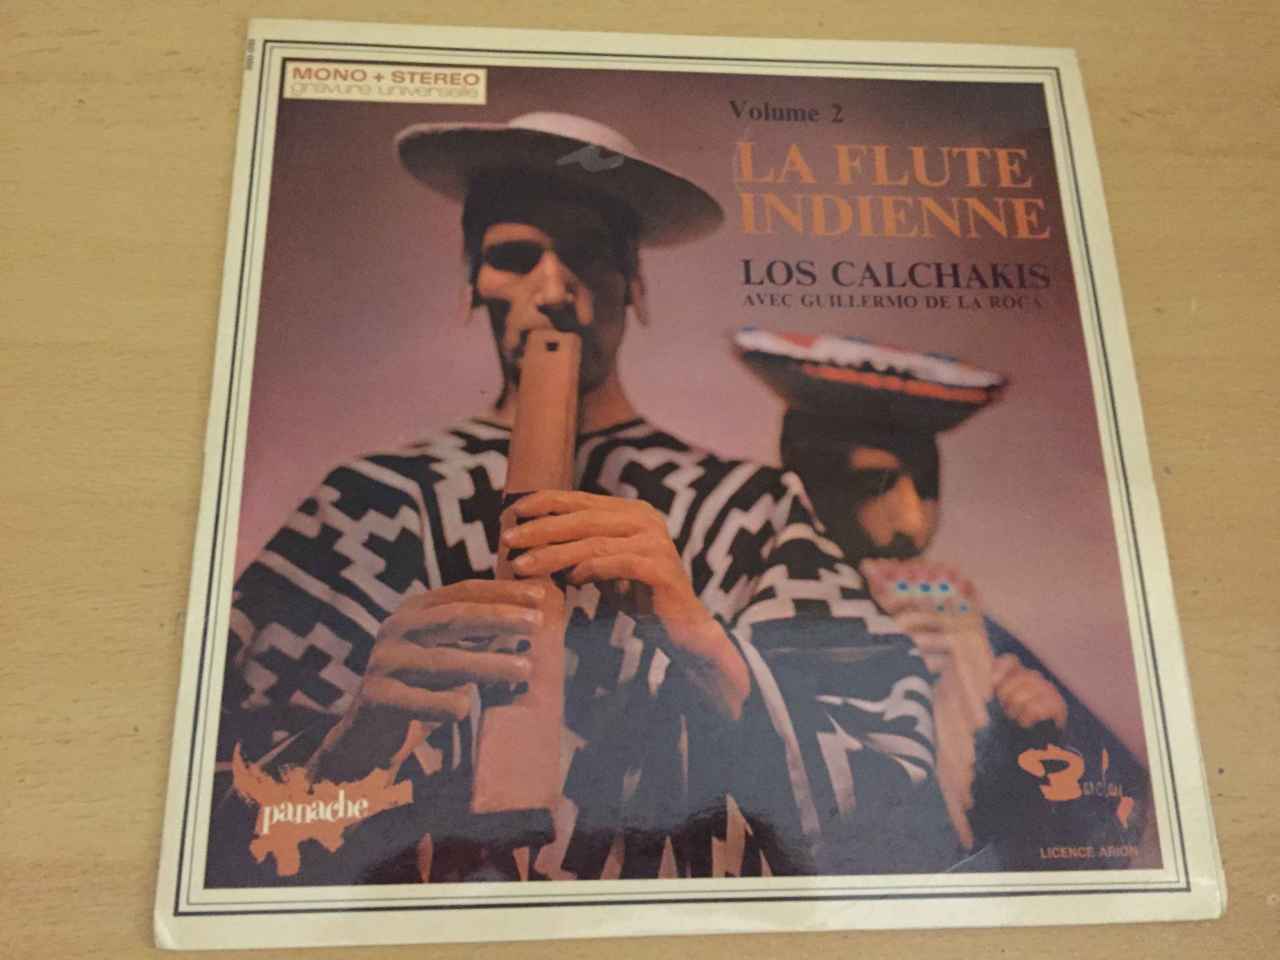 MONO + STEREO
gravure universelle
Volume 2
LA FLUTE
INDIENNE
LOS CALCHAKIS
AVEC GUILLERMO DE LA ROCA
panache
Barclay
LICENCE ARION